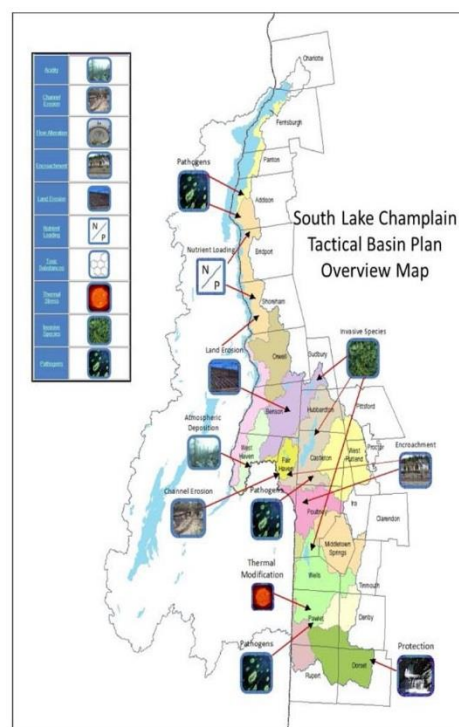 Acidity
Channel
Erosion
Flow Alteration
Encroachment
Land Erosion
Nutrient
Loading
N/P
Toxic
Substances
Thermal
Stress
Invasive
Species
Pathogens
South Lake Champlain
Tactical Basin Plan
Overview Map
Charlotte
Ferrisburgh
Panton
Pathogens
Addison
Nutrient Loading
N/P
Bridport
Shoreham
Land Erosion
Orwell
Sudbury
Invasive Species
Benson
Hubbardton
Pittsford
Atmospheric
Deposition
West
Haven
Fair
Haven
Castleton
West
Rutland
Proctor
Encroachment
Channel Erosion
Pathogens
Poultney
Ira
Clarendon
Middletown
Springs
Thermal
Modification
Wells
Tinmouth
Pawlet
Danby
Pathogens
Rupert
Dorset
Protection